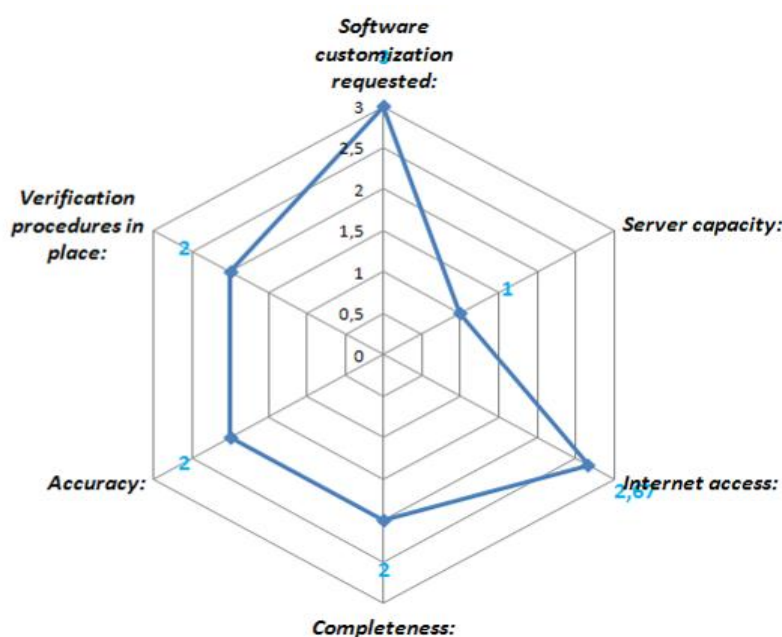 Software
customization
3
requested:
3
2,5
Verification
procedures in
place:
2
2
Server capacity:
1,5
1
1
0,5
0
Accuracy:
2
Internet access:
2,67
2
Completeness: